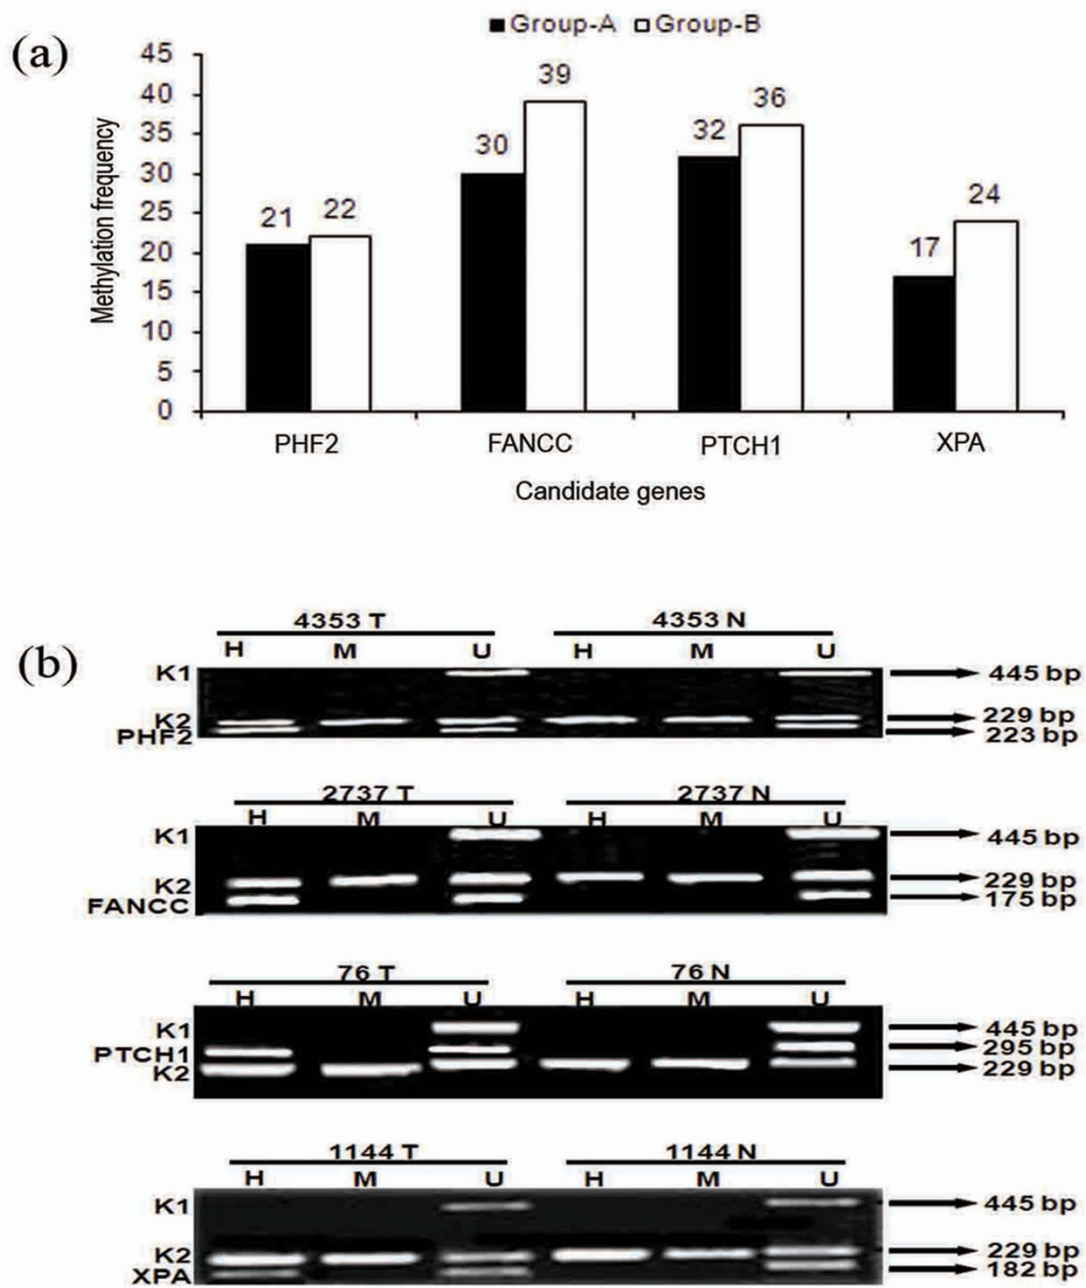 (a)
Group-A Group-B
45
40
35
30
25
20
15
10
5
0
Methylation frequency
21 22
30 39
32 36
17 24
PHF2 FANCC PTCH1 XPA
Candidate genes
(b)
4353 T 4353 N
H M U H M U
K1 445 bp
K2 229 bp
PHF2 223 bp
2737 T 2737 N
H M U H M U
K1 445 bp
K2 229 bp
FANCC 175 bp
76 T 76 N
H M U H M U
K1 445 bp
PTCH1 295 bp
K2 229 bp
1144 T 1144 N
H M U H M U
K1 445 bp
K2 229 bp
XPA 182 bp